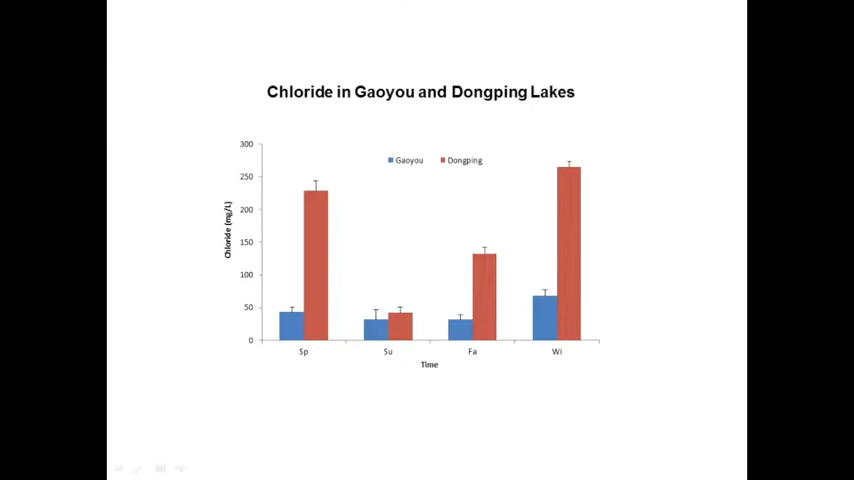 Chloride in Gaoyou and Dongping Lakes
300
Gaoyou Dongping
250
200
150
100
50
0
Chloride (mg/L)
Sp Su Fa Wi
Time